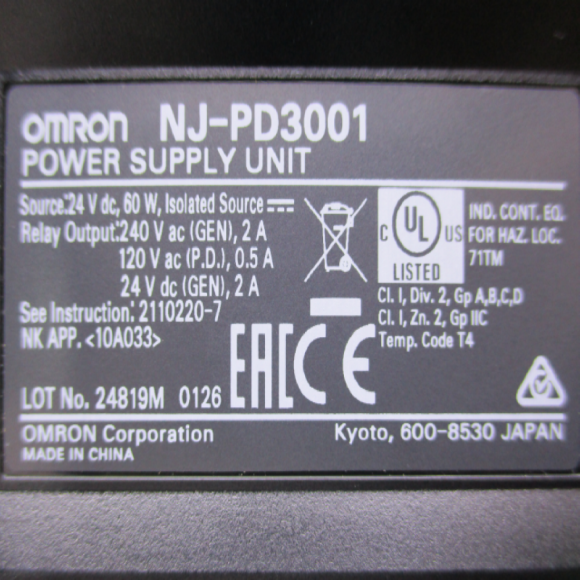 OMRON NJ-PD3001
POWER SUPPLY UNIT
Source:24 V dc, 60 W, Isolated Source
Relay Output:240 V ac (GEN), 2 A
120 V ac (P.D.), 0.5 A
24 V dc (GEN), 2 A
See Instruction: 2110220-7
NK APP. <10A033>
C UL US
LISTED
IND. CONT. EQ.
FOR HAZ. LOC.
71TM
Cl. I, Div. 2, Gp A,B,C,D
Cl. I, Zn. 2, Gp IIC
Temp. Code T4
EAC CE
LOT No. 24819M 0126
OMRON Corporation Kyoto, 600-8530 JAPAN
MADE IN CHINA